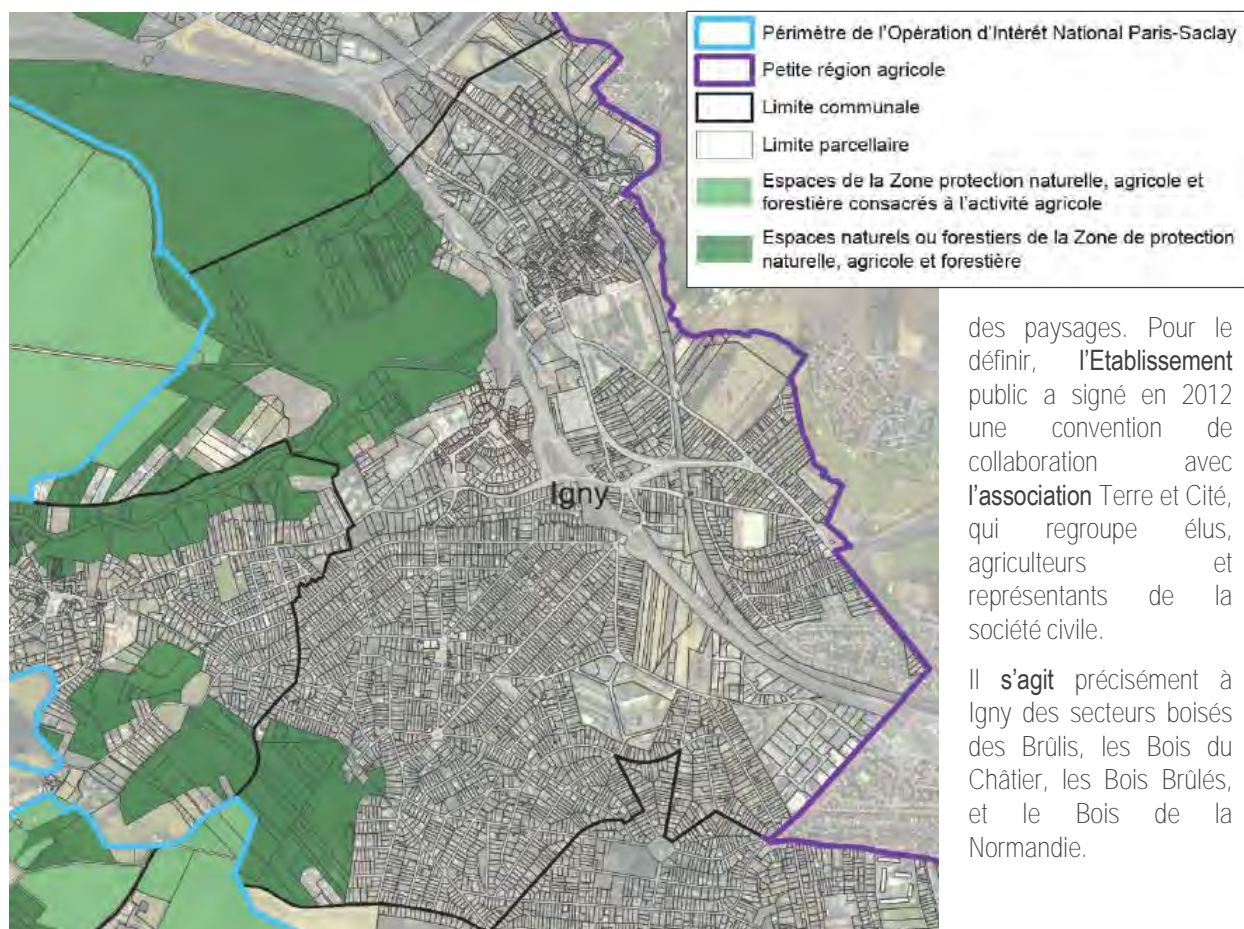 Périmètre de l'Opération d'Intérêt National Paris-Saclay
Petite région agricole
Limite communale
Limite parcellaire
Espaces de la Zone protection naturelle, agricole et
forestière consacrés à l'activité agricole
Espaces naturels ou forestiers de la Zone de protection
naturelle, agricole et forestière
Igny
des paysages. Pour le
définir, l'Etablissement
public a signé en 2012
une convention de
collaboration avec
l'association Terre et Cité,
qui regroupe élus,
agriculteurs et
représentants de la
société civile.
Il s'agit précisément à
Igny des secteurs boisés
des Brûlis, les Bois du
Châtier, les Bois Brûlés,
et le Bois de la
Normandie.